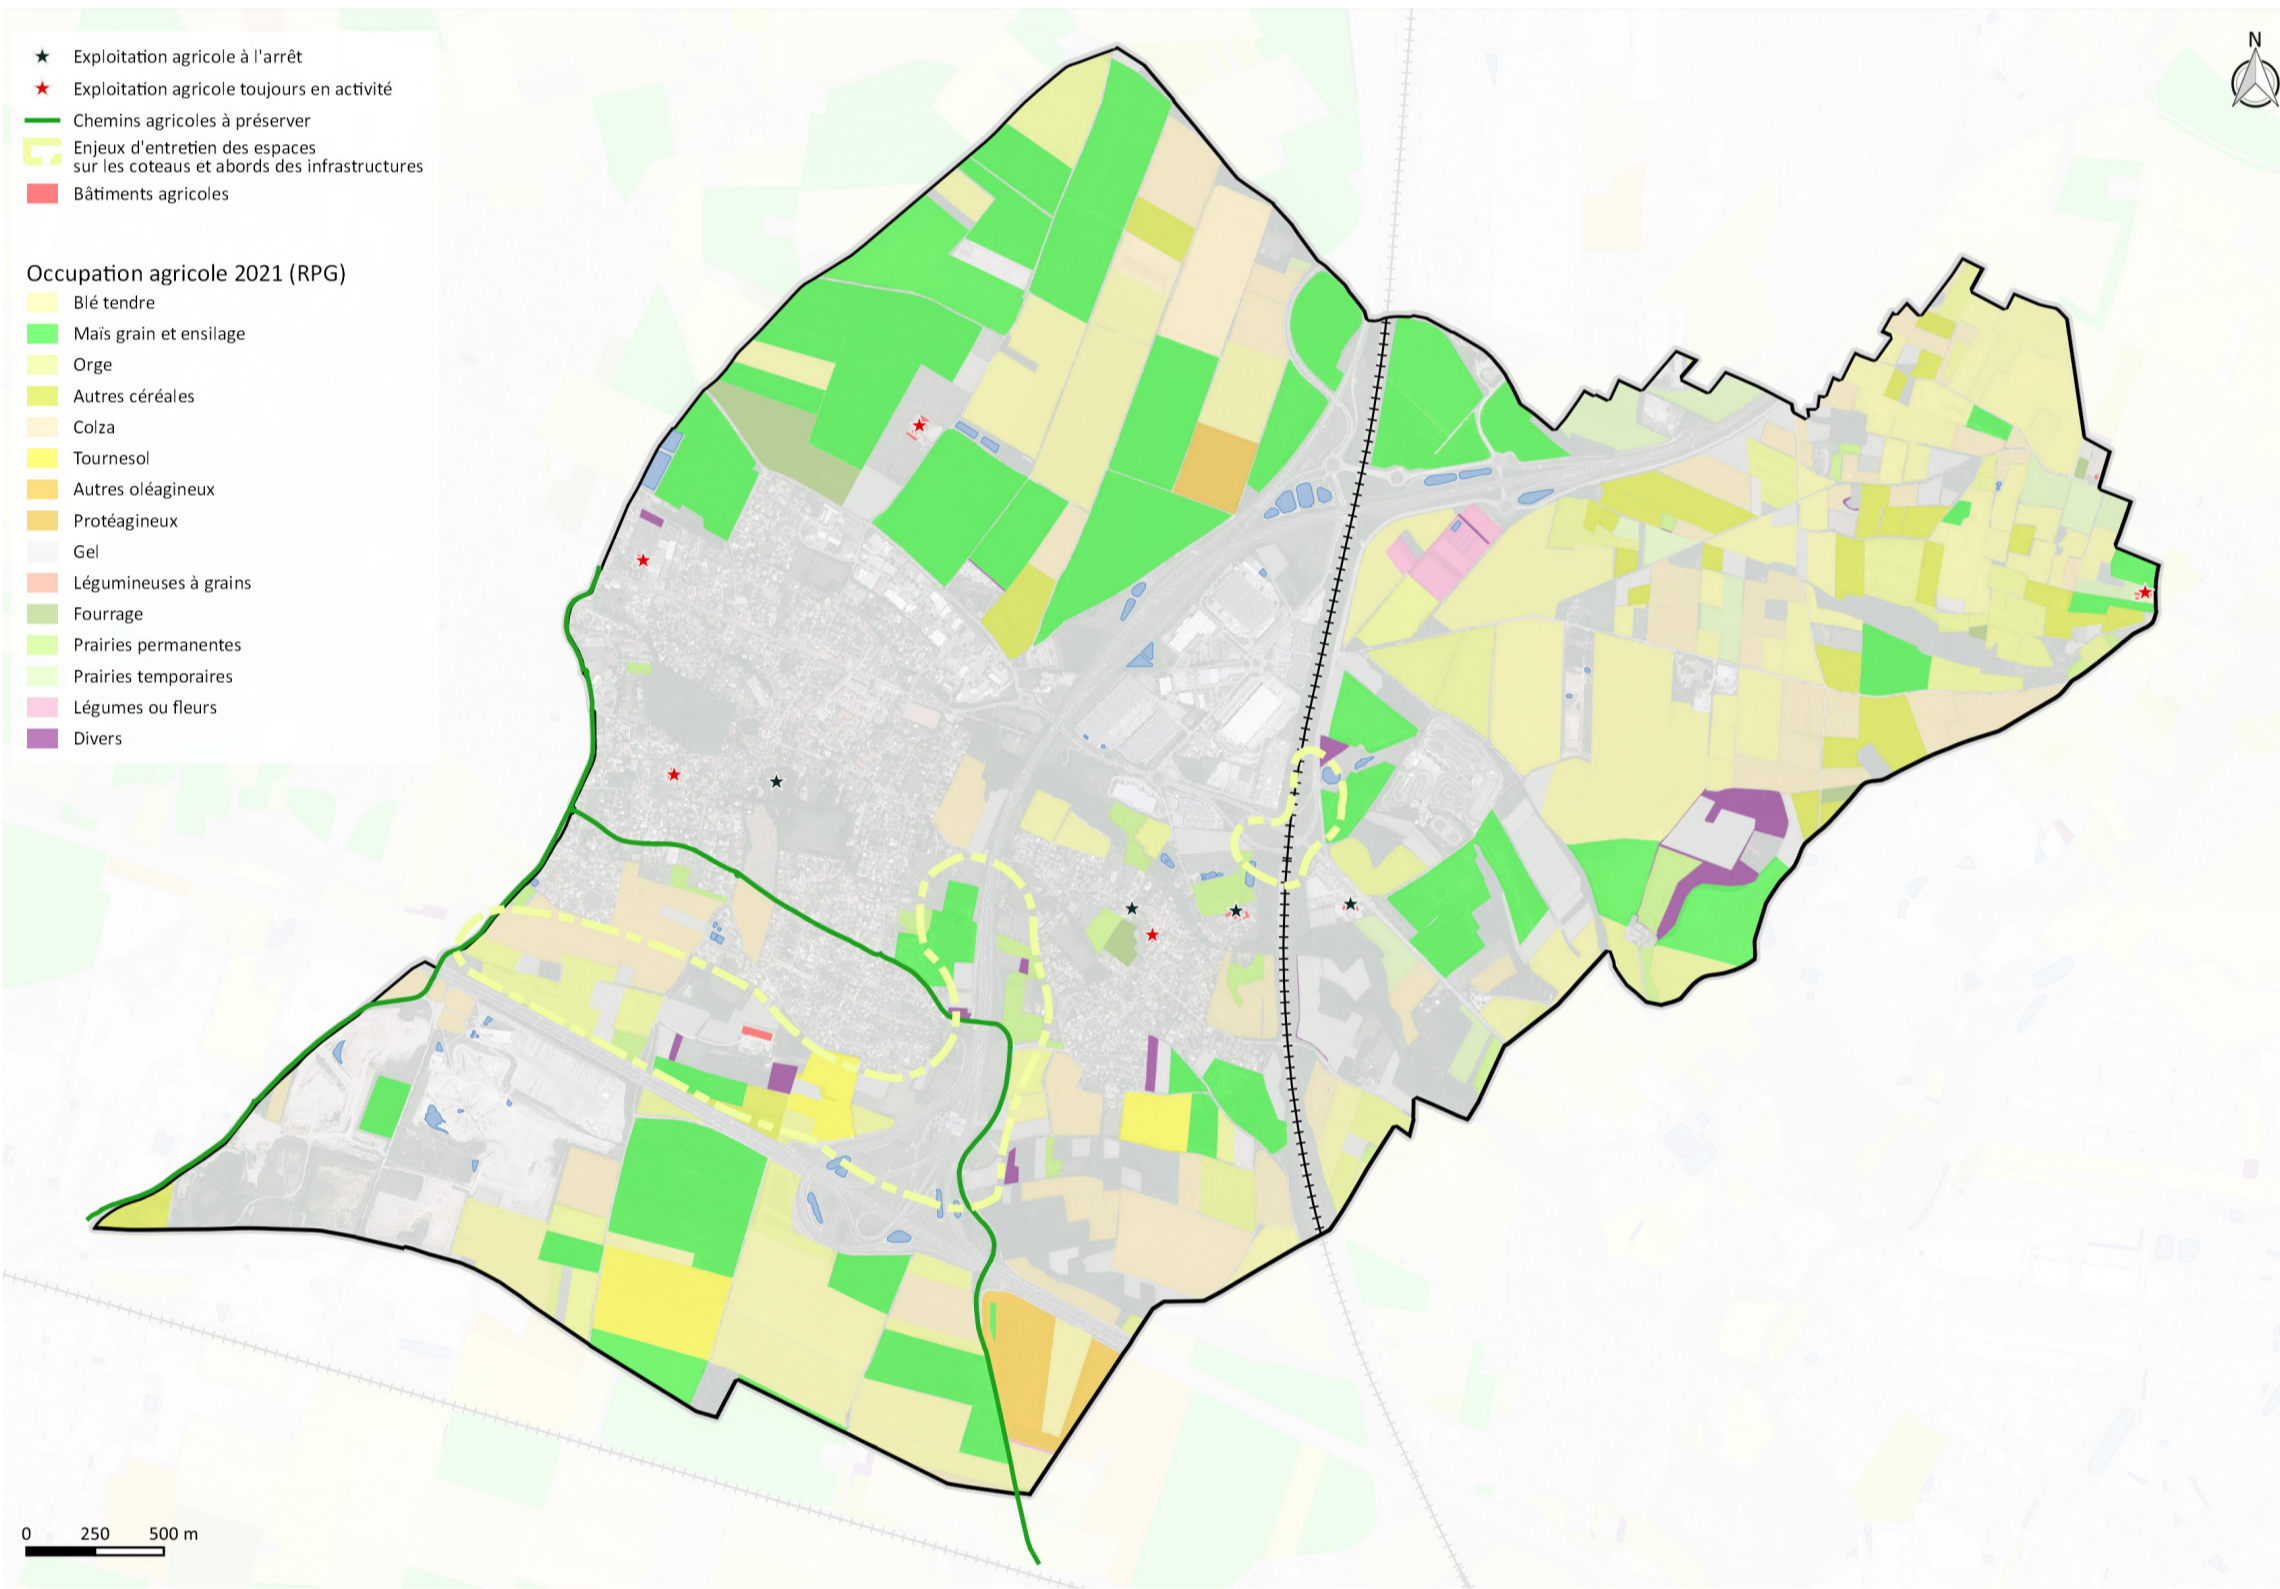 Exploitation agricole à l'arrêt
Exploitation agricole toujours en activité
Chemins agricoles à préserver
Enjeux d'entretien des espaces
sur les coteaus et abords des infrastructures
Bâtiments agricoles
Occupation agricole 2021 (RPG)
Blé tendre
Maïs grain et ensilage
Orge
Autres céréales
Colza
Tournesol
Autres oléagineux
Protéagineux
Gel
Légumineuses à grains
Fourrage
Prairies permanentes
Prairies temporaires
Légumes ou fleurs
Divers
N
0 250 500 m